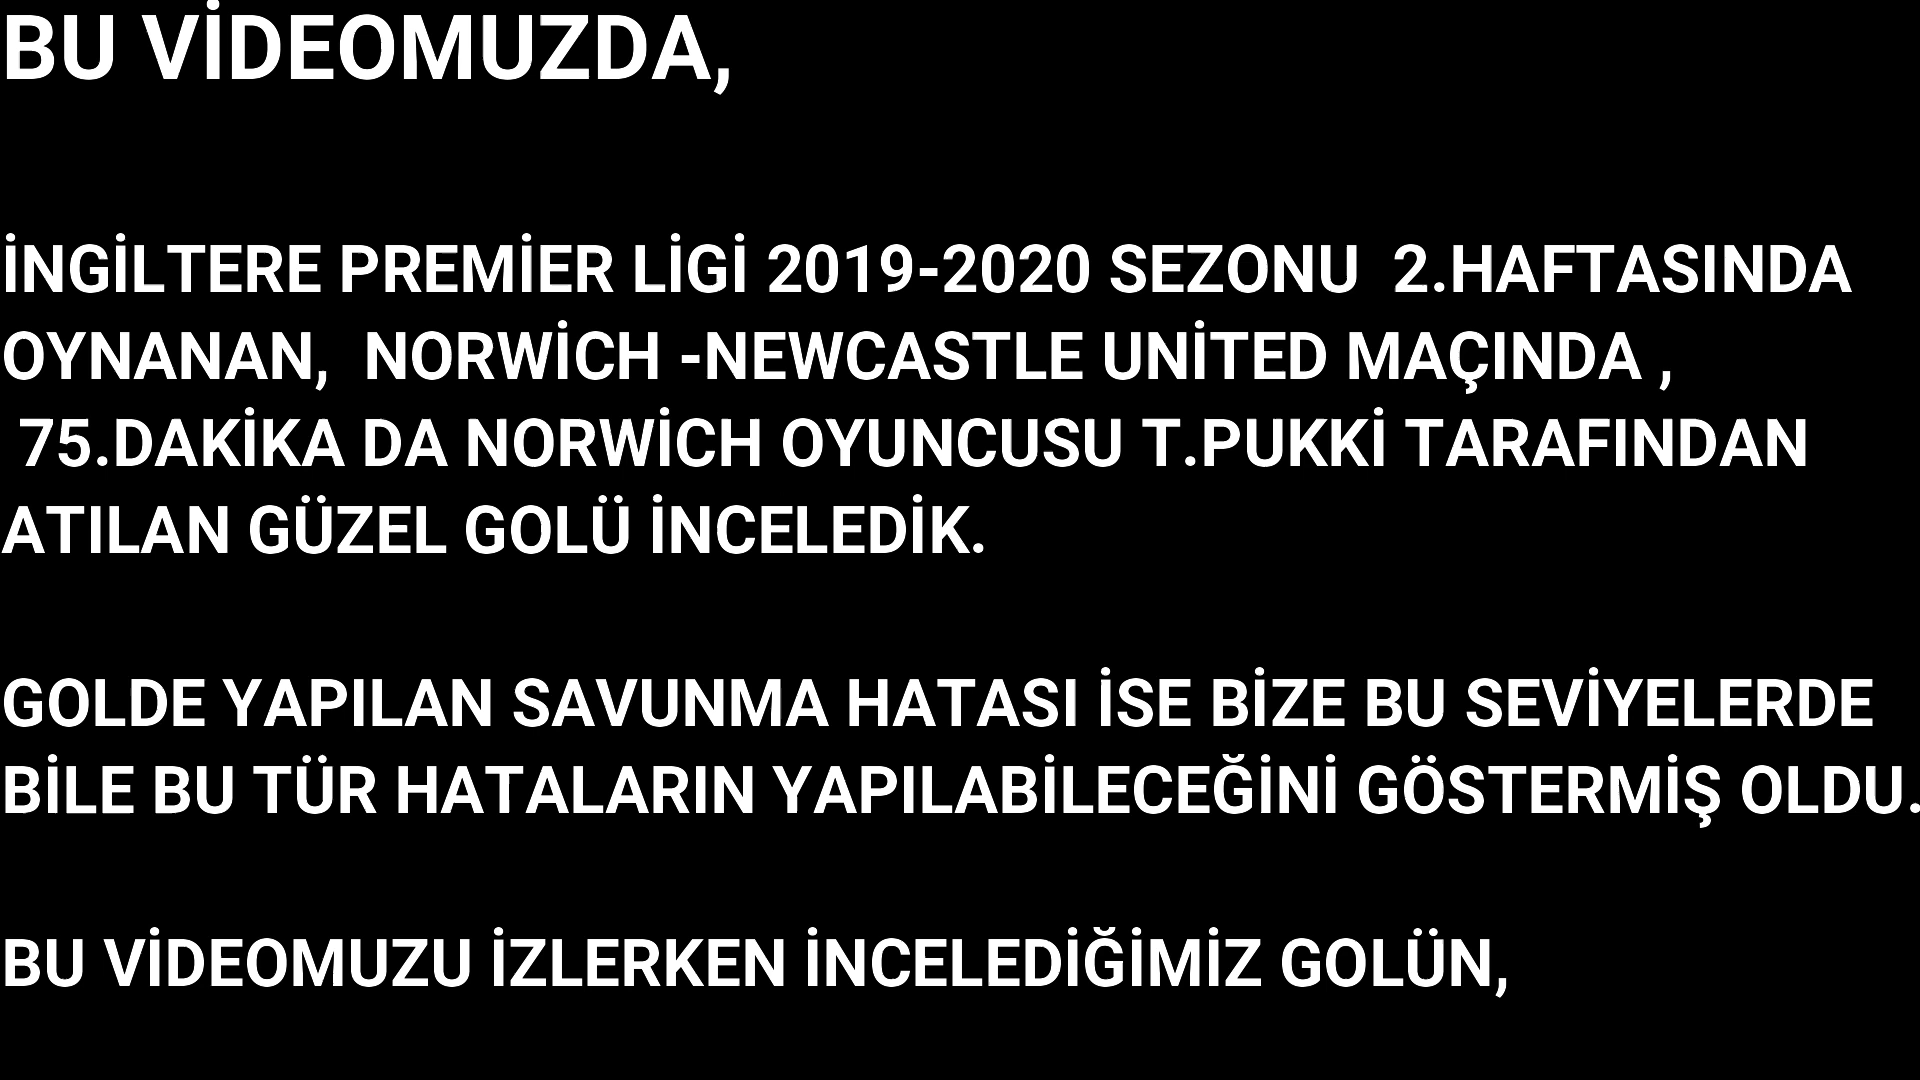 BU VİDEOMUZDA,
İNGİLTERE PREMİER LİGİ 2019-2020 SEZONU  2.HAFTASINDA
OYNANAN,  NORWİCH -NEWCASTLE UNİTED MAÇINDA ,
75.DAKİKA DA NORWİCH OYUNCUSU T.PUKKİ TARAFINDAN
ATILAN GÜZEL GOLÜ İNCELEDİK.
GOLDE YAPILAN SAVUNMA HATASI İSE BİZE BU SEVİYELERDE
BİLE BU TÜR HATALARIN YAPILABİLECEĞİNİ GÖSTERMİŞ OLDU.
BU VİDEOMUZU İZLERKEN İNCELEDİĞİMİZ GOLÜN,